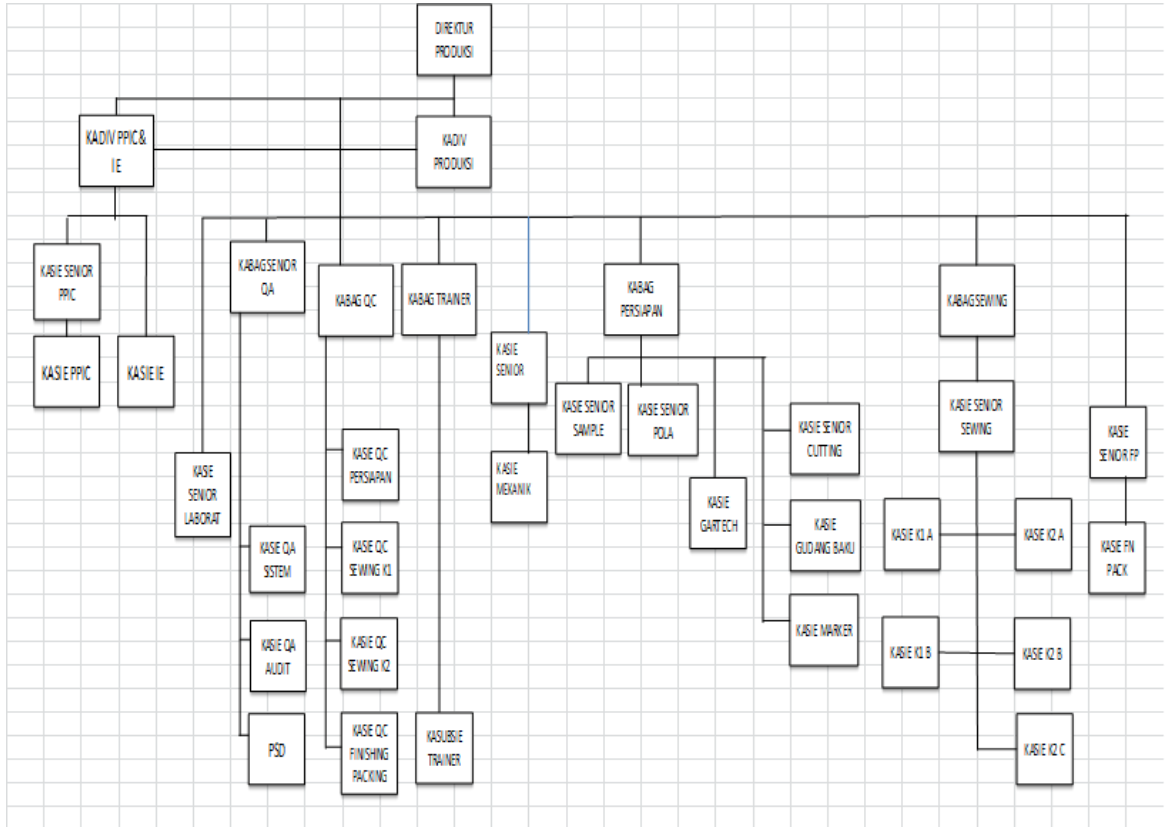 DIREKTUR
PRODUKSI
KADIV PPIC &
IE
KADIV
PRODUKSI
KASIE SENIOR
PPIC
KABAG SENIOR
QA
KABAG QC
KABAG TRAINER
KABAG
PERSIAPAN
KABAG SEWING
KASIE PPIC
KASIE IE
KASIE
SENIOR
KASIE SENIOR
SAMPLE
KASIE SENIOR
POLA
KASIE SENIOR
CUTTING
KASIE SENIOR
SEWING
KASIE
SENIOR FP
KASIE
SENIOR
LABORAT
KASIE QC
PERSIAPAN
KASIE
MEKANIK
KASIE
GARTECH
KASIE
GUDANG BAKU
KASIE K1 A
KASIE K2 A
KASIE FN
PACK
KASIE QA
SISTEM
KASIE QC
SEWING K1
KASIE QA
AUDIT
KASIE QC
SEWING K2
KASIE MARKER
KASIE K1 B
KASIE K2 B
PSD
KASIE QC
FINISHING
PACKING
KASUBSIE
TRAINER
KASIE K2 C